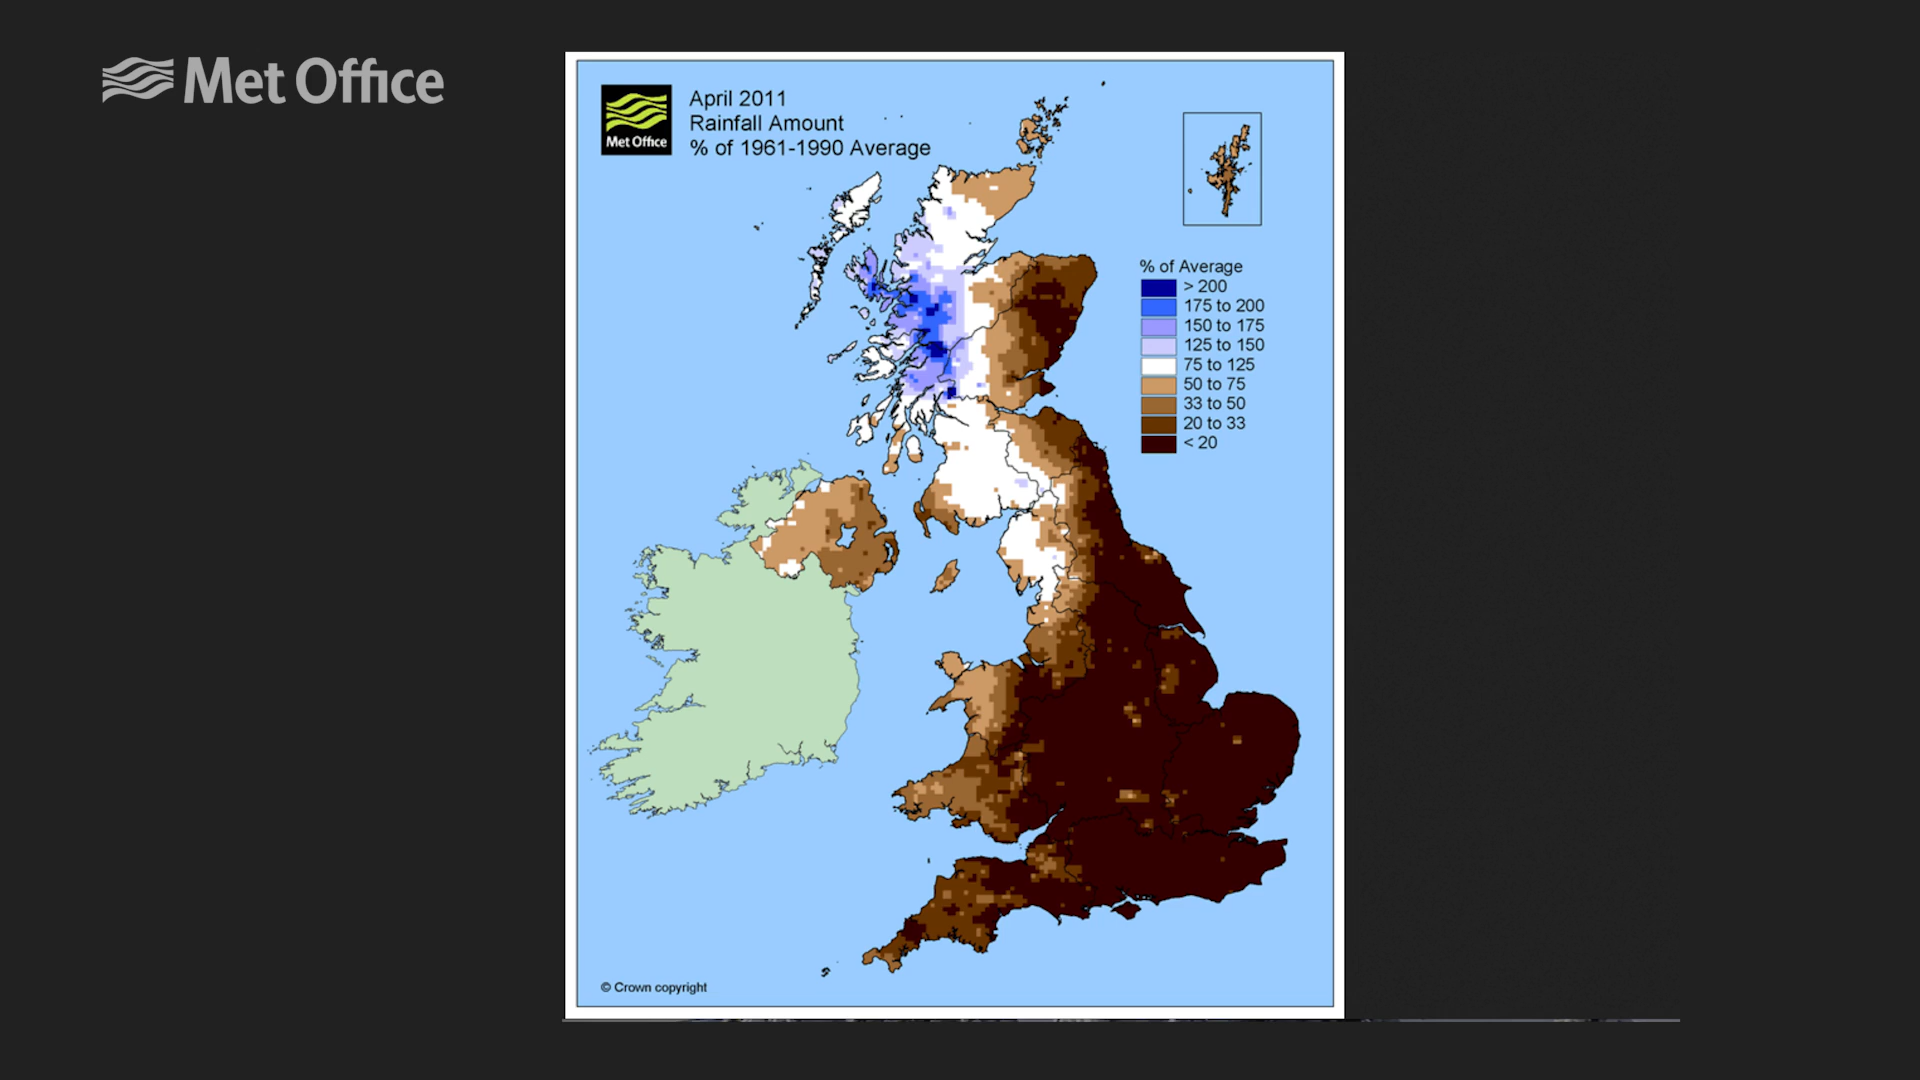 Met Office
Met Office
April 2011
Rainfall Amount
% of 1961-1990 Average
% of Average
> 200
175 to 200
150 to 175
125 to 150
75 to 125
50 to 75
33 to 50
20 to 33
< 20
© Crown copyright